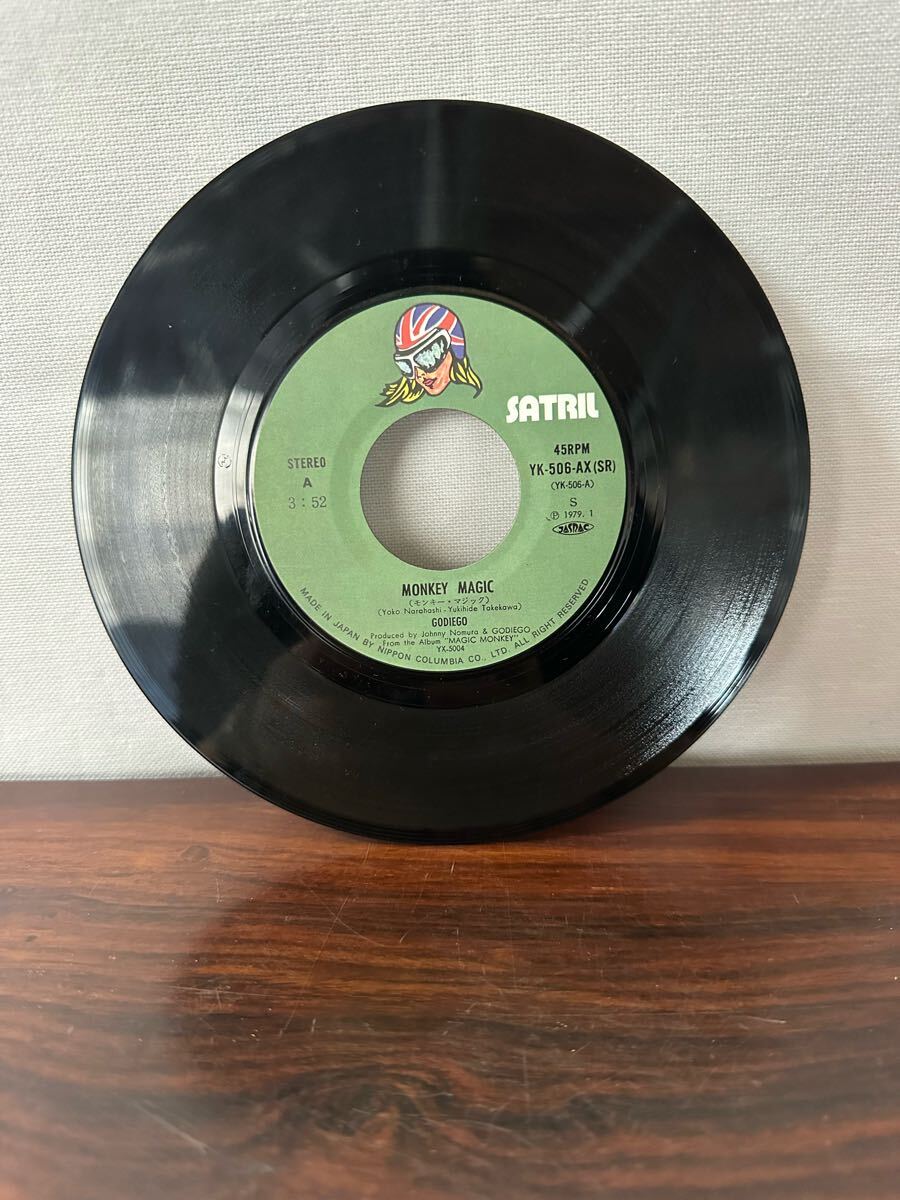 SATRIL
STEREO
A
3:52
45RPM
YK-506-AX(SR)
(YK-506-A)
S
Ⓟ 1979. 1
JASRAC
MONKEY MAGIC
(モンキー・マジック)
(Yoko Narahashi-Yukihide Takekawa)
GODIEGO
Produced by Johnny Nomura & GODIEGO
From the Album "MAGIC MONKEY"
YX-5004
MADE IN JAPAN BY NIPPON COLUMBIA CO., LTD. ALL RIGHT RESERVED